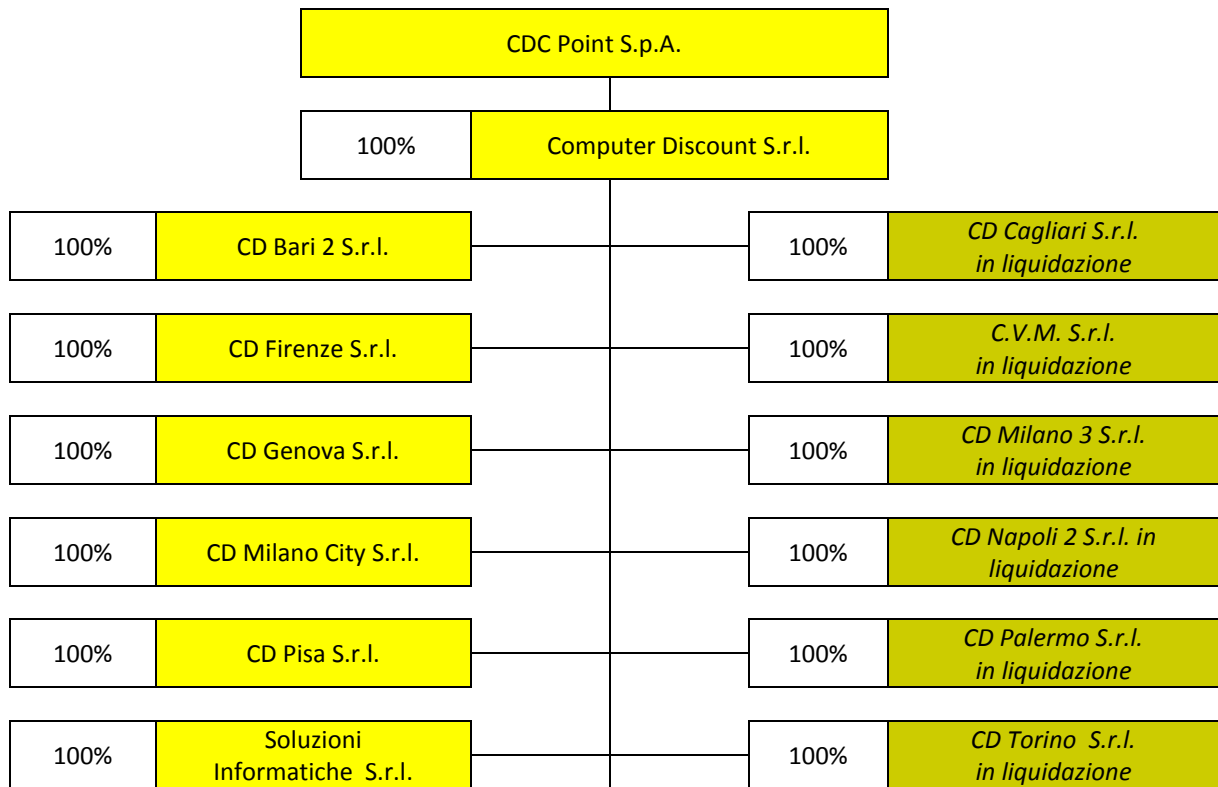 CDC Point S.p.A.
100%
Computer Discount S.r.l.
100%
CD Bari 2 S.r.l.
100%
CD Cagliari S.r.l.
in liquidazione
100%
CD Firenze S.r.l.
100%
C.V.M. S.r.l.
in liquidazione
100%
CD Genova S.r.l.
100%
CD Milano 3 S.r.l.
in liquidazione
100%
CD Milano City S.r.l.
100%
CD Napoli 2 S.r.l. in
liquidazione
100%
CD Pisa S.r.l.
100%
CD Palermo S.r.l.
in liquidazione
100%
Soluzioni
Informatiche S.r.l.
100%
CD Torino S.r.l.
in liquidazione